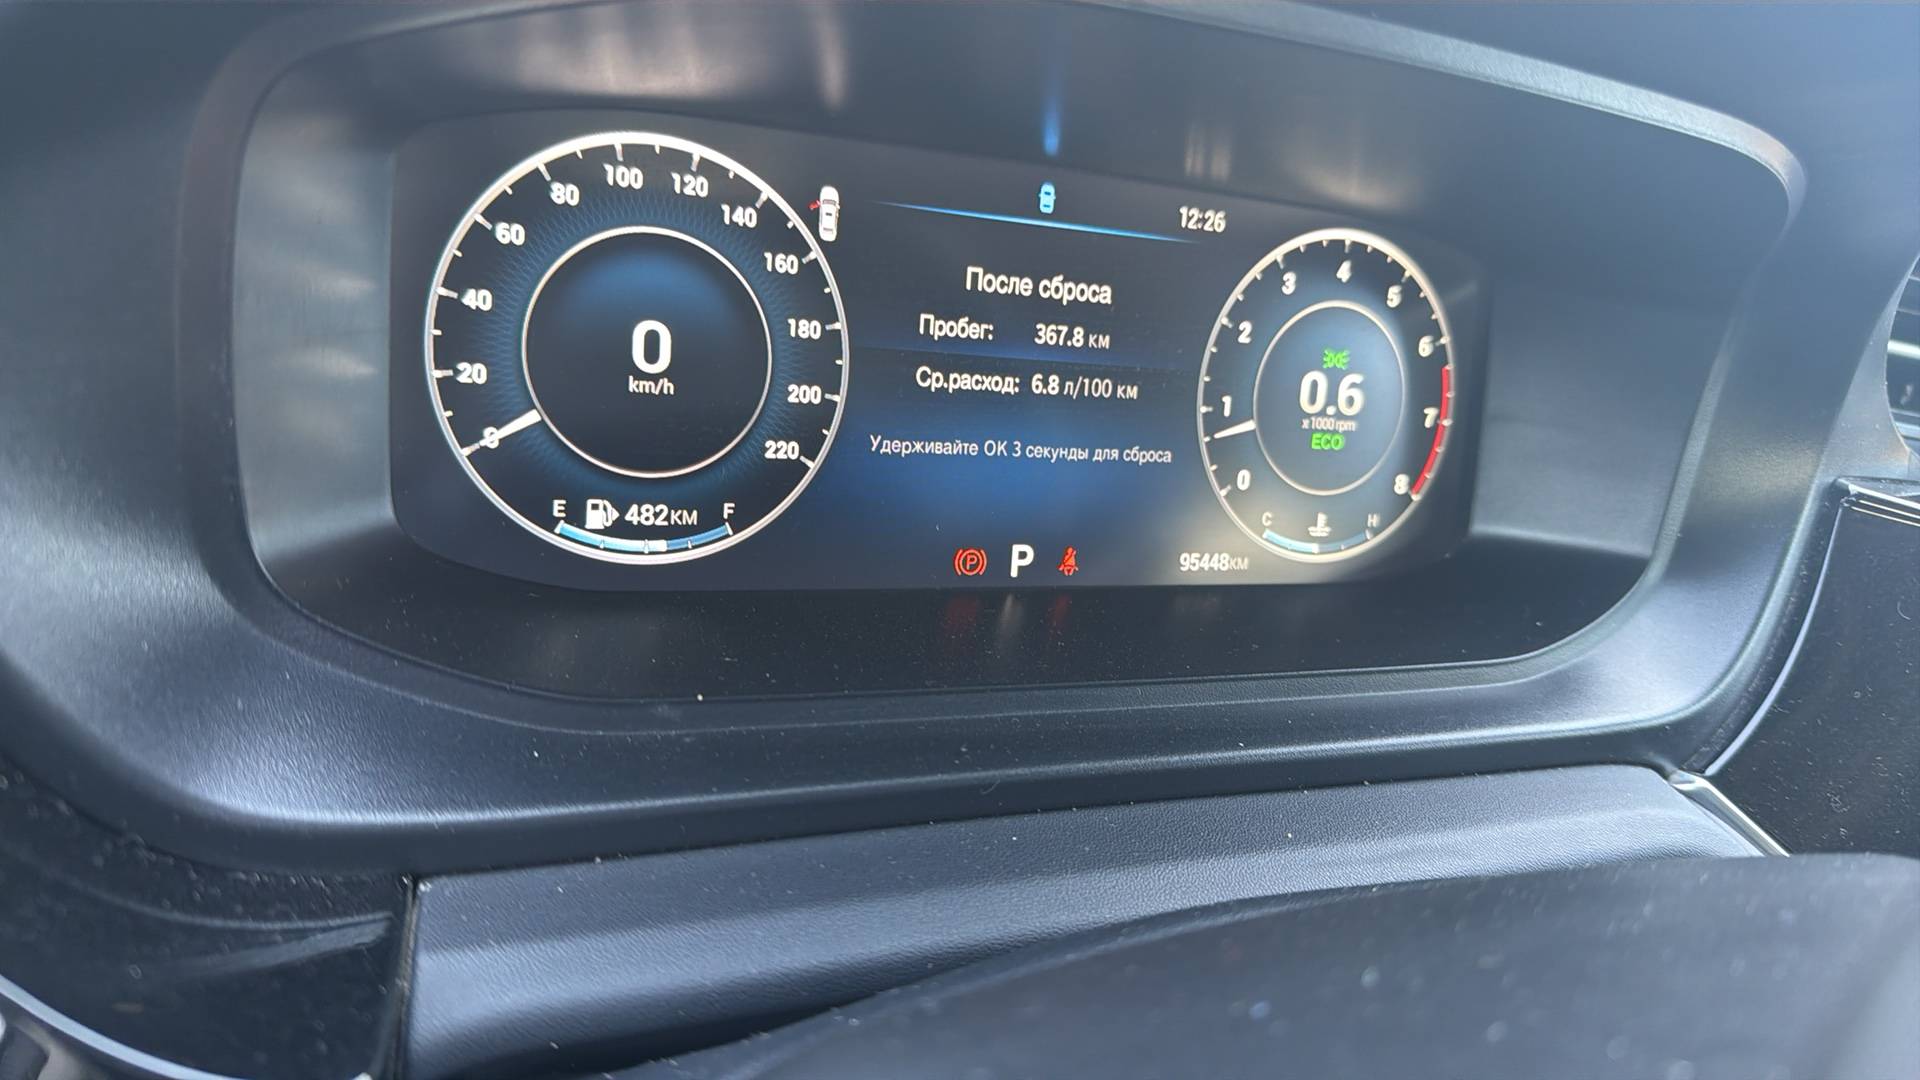 12:26
После сброса
Пробег: 367.8 км
Ср.расход: 6.8 л/100 км
Удерживайте ОК 3 секунды для сброса
0 20 40 60 80 100 120 140 160 180 200 220
0
km/h
E 482КМ F
0 1 2 3 4 5 6 7 8
0.6
x1000 rpm
ECO
C H
P P
95448КМ